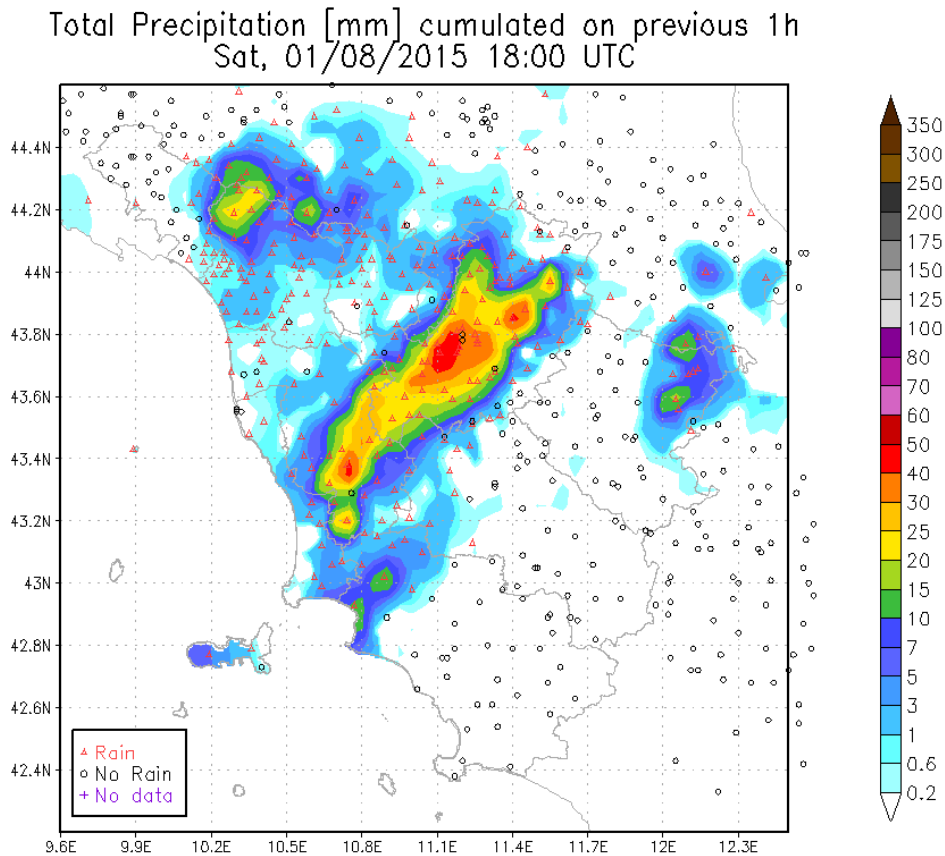 Total Precipitation [mm] cumulated on previous 1h
Sat, 01/08/2015 18:00 UTC
44.4N
44.2N
44N
43.8N
43.6N
43.4N
43.2N
43N
42.8N
42.6N
42.4N
9.6E 9.9E 10.2E 10.5E 10.8E 11.1E 11.4E 11.7E 12E 12.3E
Rain
No Rain
No data
350
300
250
200
175
150
125
100
80
70
60
50
40
30
25
20
15
10
7
5
3
1
0.6
0.2